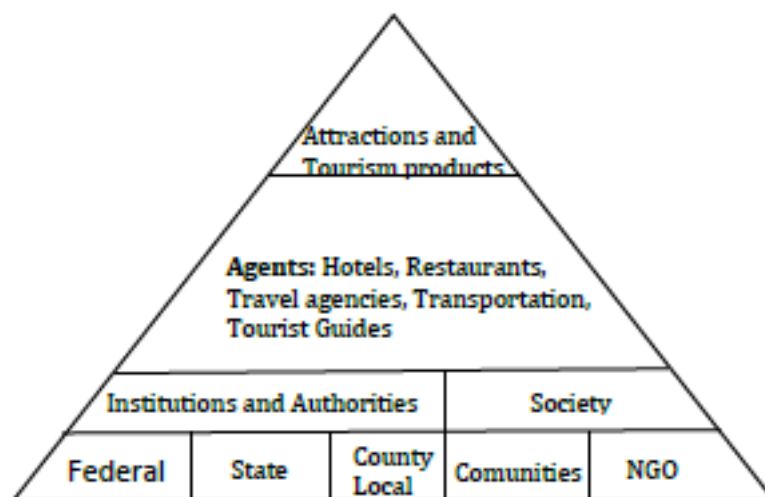 Attractions and
Tourism products
Agents: Hotels, Restaurants,
Travel agencies, Transportation,
Tourist Guides
Institutions and Authorities
Society
Federal
State
County
Local
Comunities
NGO